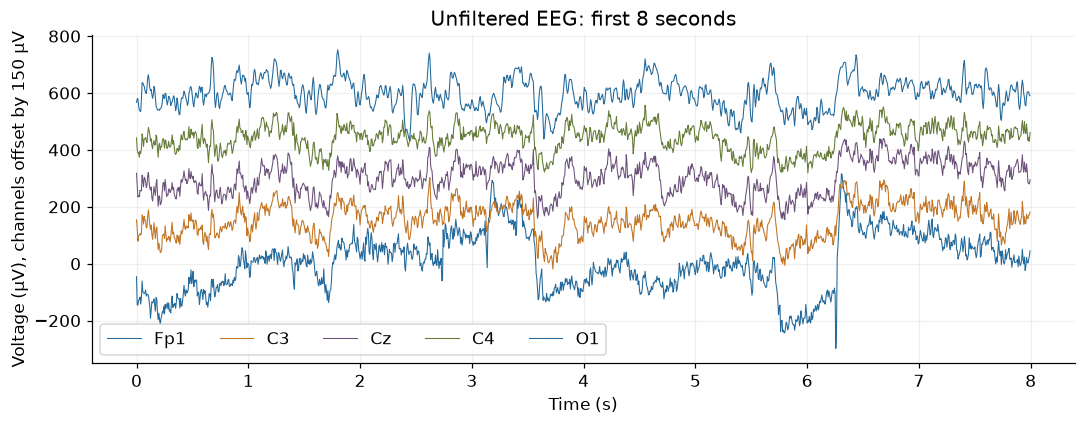 Unfiltered EEG: first 8 seconds
Voltage (µV), channels offset by 150 µV
800
600
400
200
0
−200
Fp1 C3 Cz C4 O1
0 1 2 3 4 5 6 7 8
Time (s)